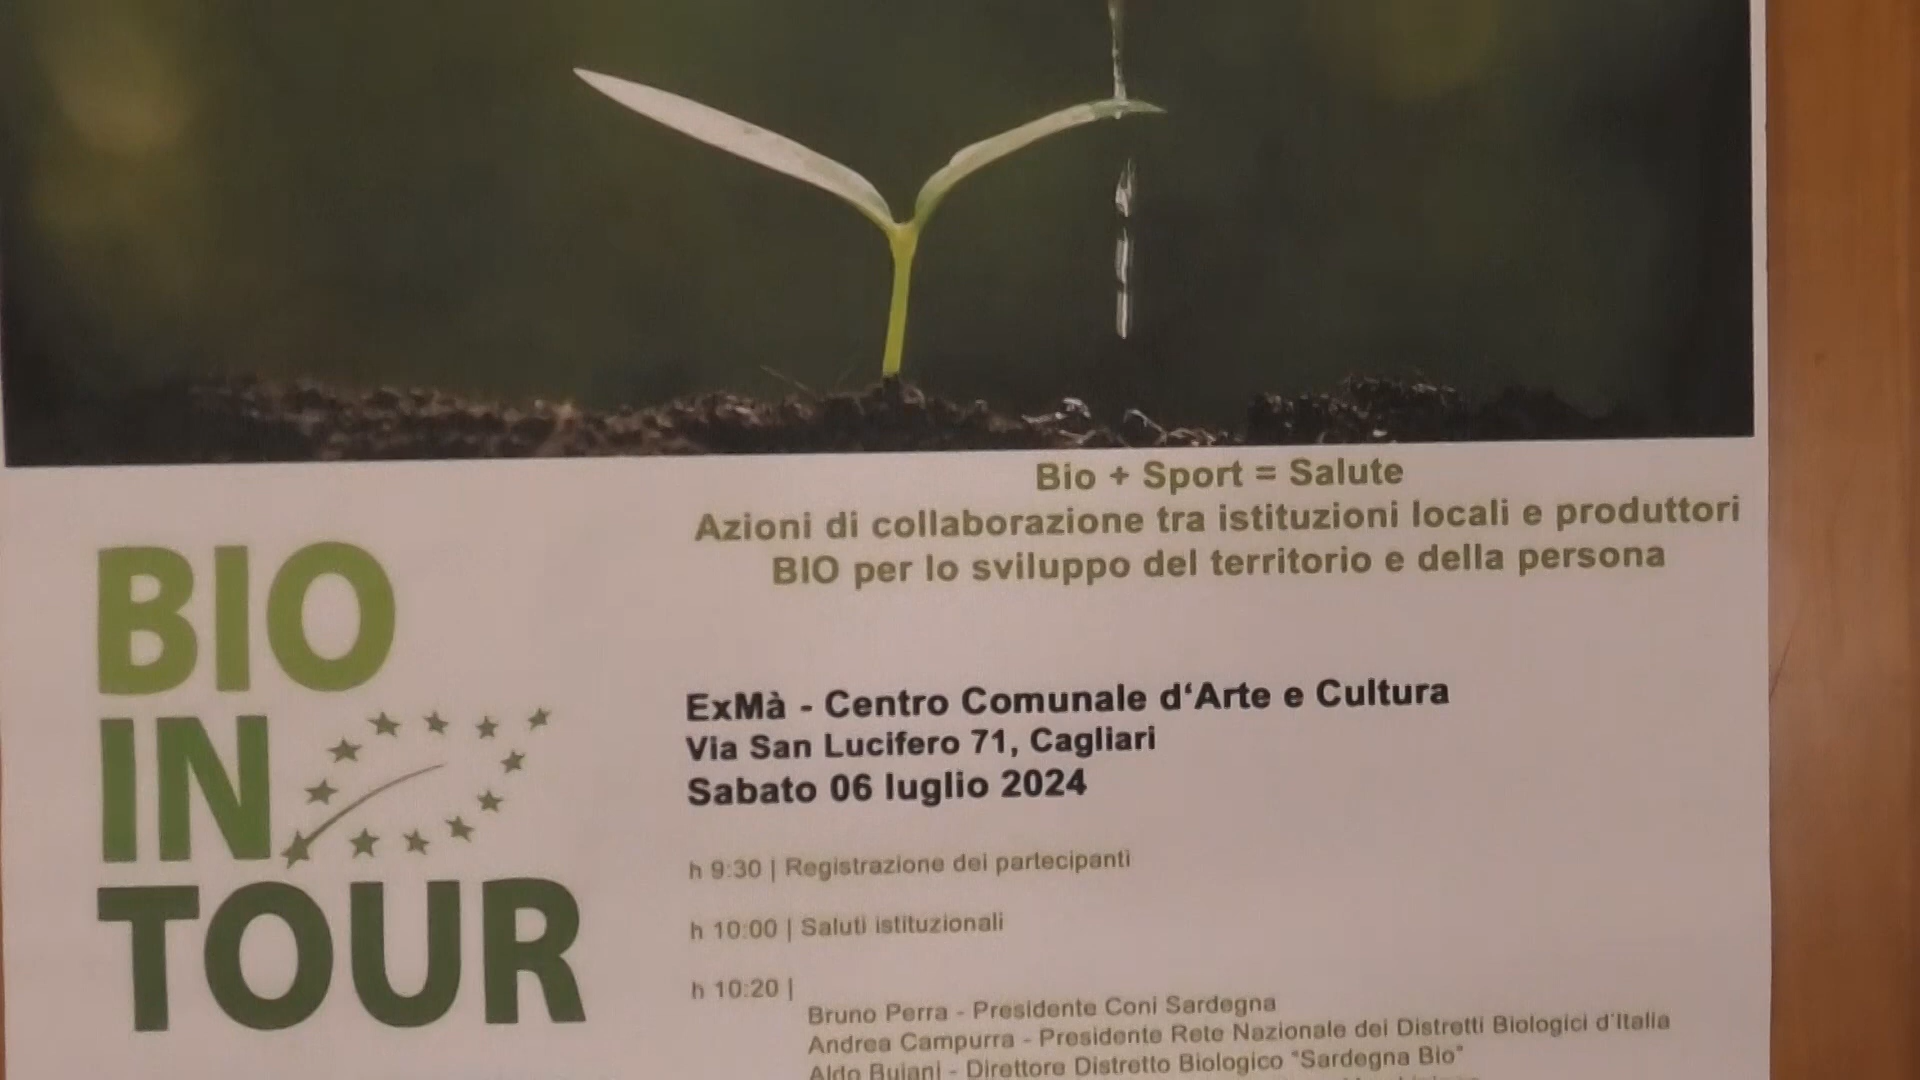 Bio + Sport = Salute
Azioni di collaborazione tra istituzioni locali e produttori
BIO per lo sviluppo del territorio e della persona
BIO
IN
TOUR
ExMà - Centro Comunale d‘Arte e Cultura
Via San Lucifero 71, Cagliari
Sabato 06 luglio 2024
h 9:30 | Registrazione dei partecipanti
h 10:00 | Saluti istituzionali
h 10:20 |
Bruno Perra - Presidente Coni Sardegna
Andrea Campurra - Presidente Rete Nazionale dei Distretti Biologici d'Italia
Aldo Buiani - Direttore Distretto Biologico "Sardegna Bio"